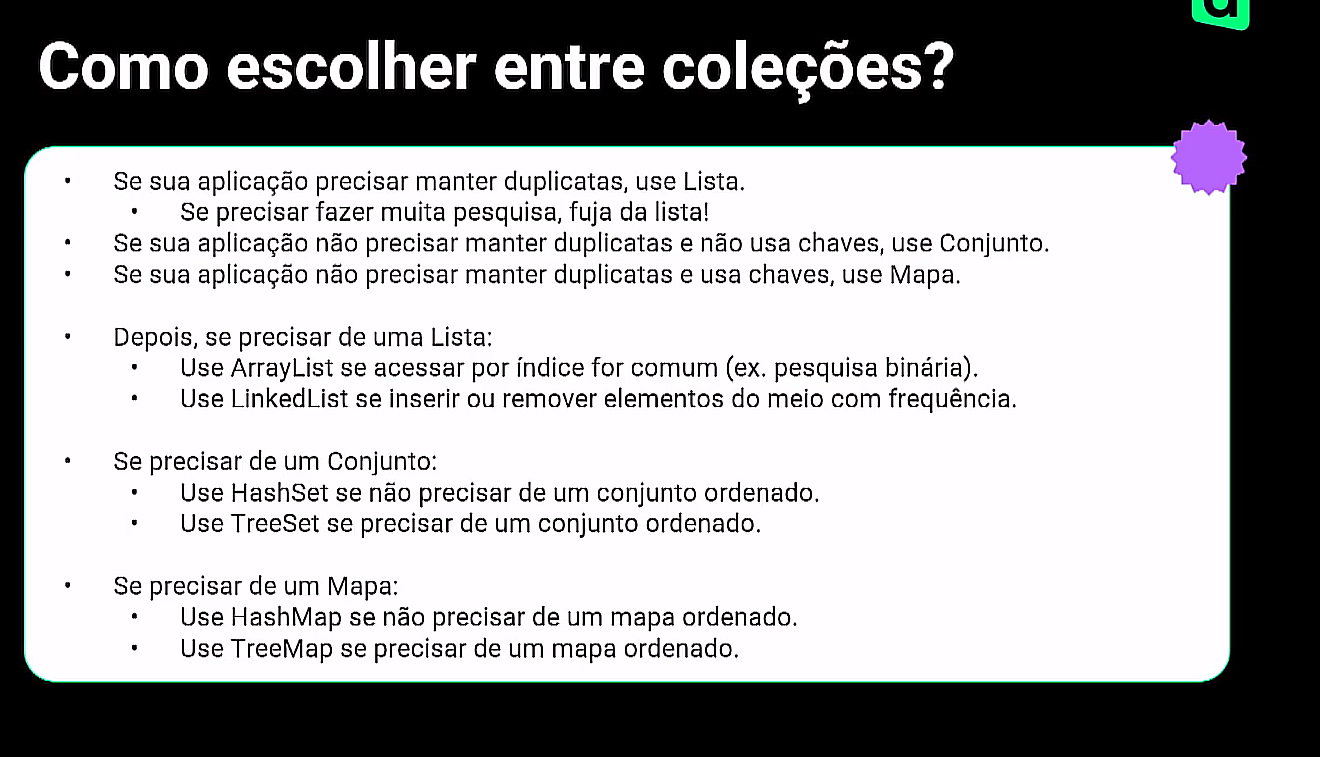 Como escolher entre coleções?
• Se sua aplicação precisar manter duplicatas, use Lista.
• Se precisar fazer muita pesquisa, fuja da lista!
• Se sua aplicação não precisar manter duplicatas e não usa chaves, use Conjunto.
• Se sua aplicação não precisar manter duplicatas e usa chaves, use Mapa.
• Depois, se precisar de uma Lista:
• Use ArrayList se acessar por índice for comum (ex. pesquisa binária).
• Use LinkedList se inserir ou remover elementos do meio com frequência.
• Se precisar de um Conjunto:
• Use HashSet se não precisar de um conjunto ordenado.
• Use TreeSet se precisar de um conjunto ordenado.
• Se precisar de um Mapa:
• Use HashMap se não precisar de um mapa ordenado.
• Use TreeMap se precisar de um mapa ordenado.